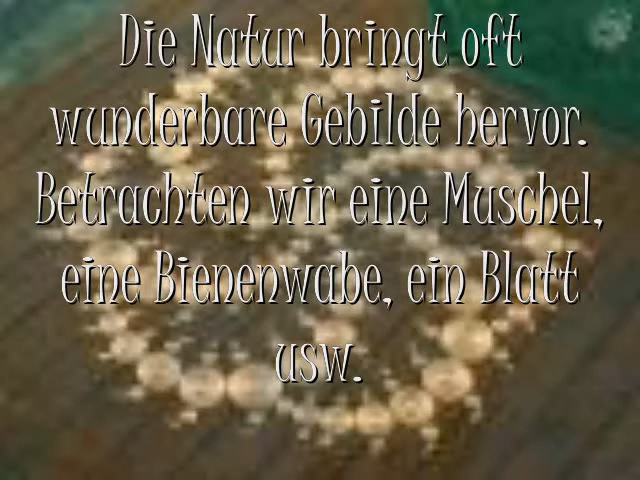 Die Natur bringt oft
wunderbare Gebilde hervor.
Betrachten wir eine Muschel,
eine Bienenwabe, ein Blatt
usw.